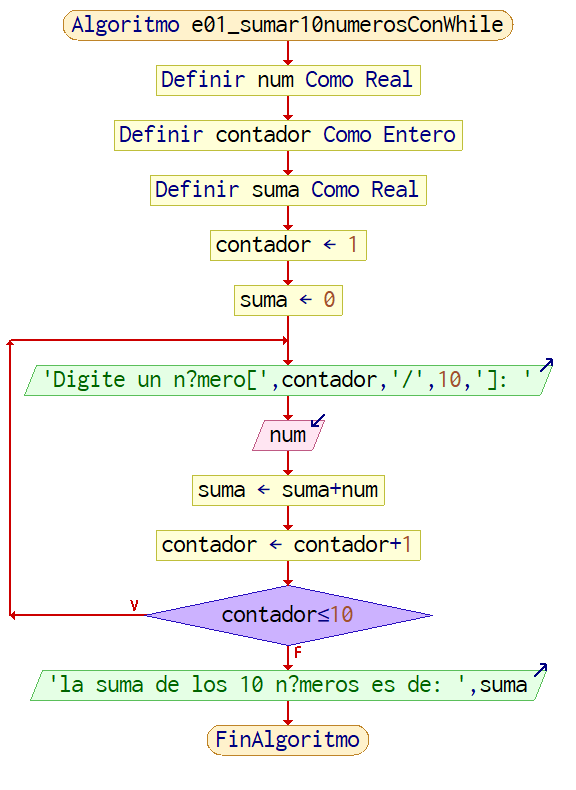 Algoritmo e01_sumar10numerosConWhile
Definir num Como Real
Definir contador Como Entero
Definir suma Como Real
contador ← 1
suma ← 0
'Digite un n?mero[',contador,'/',10,']: '
num
suma ← suma+num
contador ← contador+1
contador≤10
V
F
'la suma de los 10 n?meros es de: ',suma
FinAlgoritmo